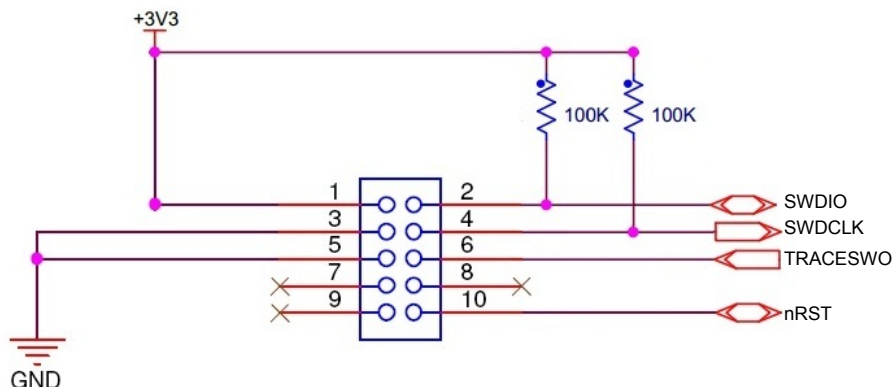 +3V3
100K 100K
1 2 SWDIO
3 4 SWDCLK
5 6 TRACESWO
7 8
9 10 nRST
GND